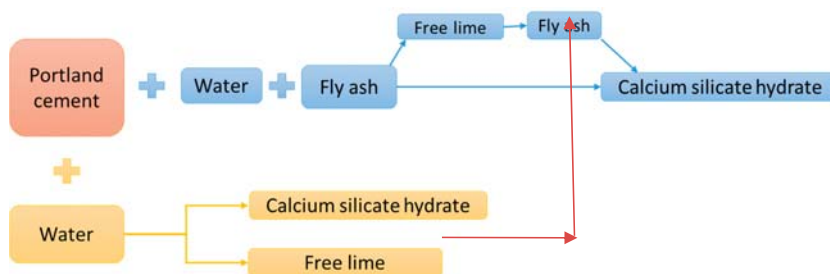 Free lime
Fly ash
Portland
cement
Water
Fly ash
Calcium silicate hydrate
Calcium silicate hydrate
Water
Free lime